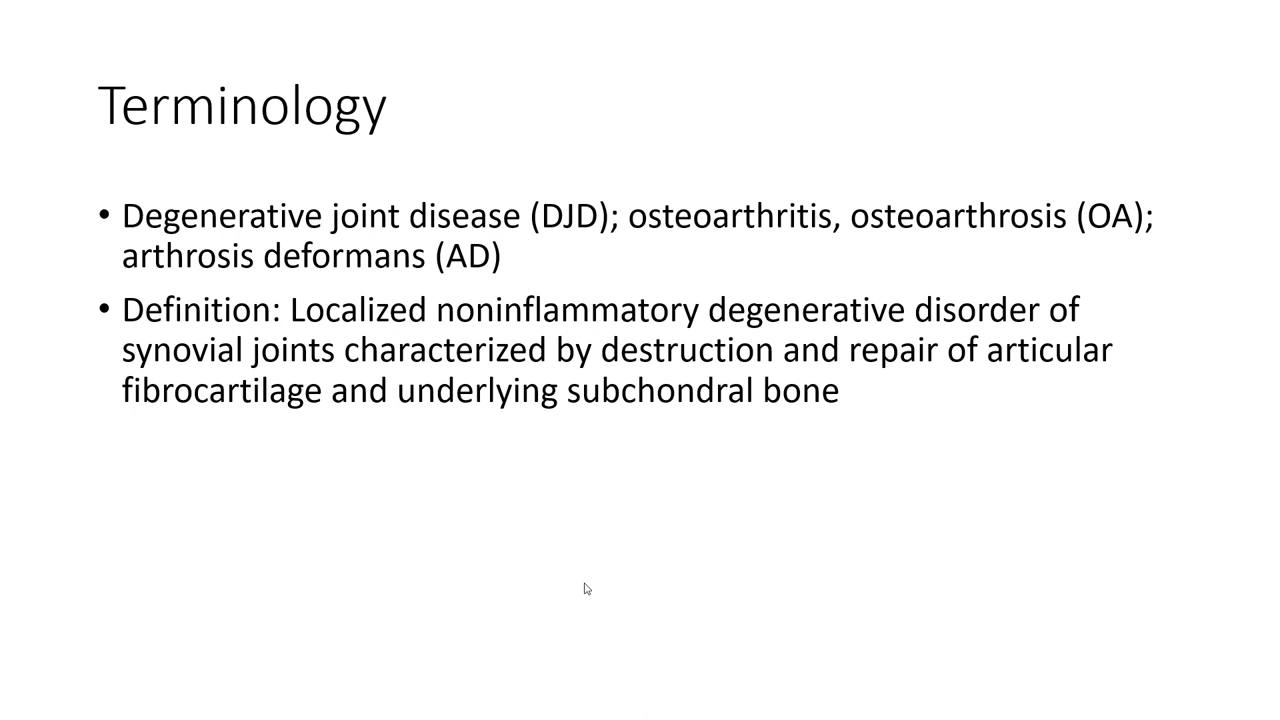 Terminology
• Degenerative joint disease (DJD); osteoarthritis, osteoarthrosis (OA);
arthrosis deformans (AD)
• Definition: Localized noninflammatory degenerative disorder of
synovial joints characterized by destruction and repair of articular
fibrocartilage and underlying subchondral bone